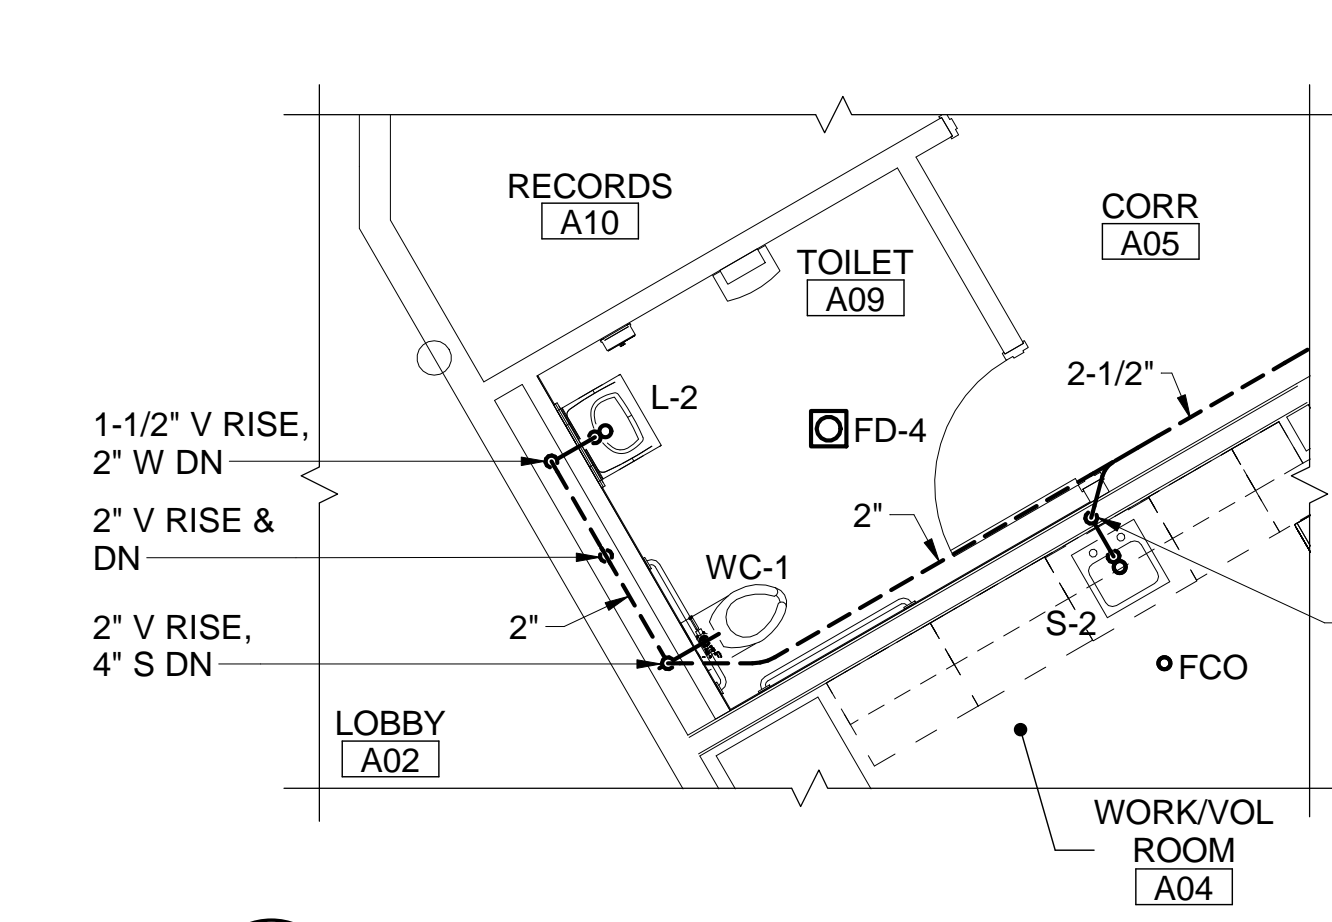 RECORDS
A10
CORR
A05
TOILET
A09
2-1/2"
L-2
FD-4
1-1/2" V RISE,
2" W DN
2" V RISE &
DN
2"
WC-1
2"
2" V RISE,
4" S DN
S-2
FCO
LOBBY
A02
WORK/VOL
ROOM
A04